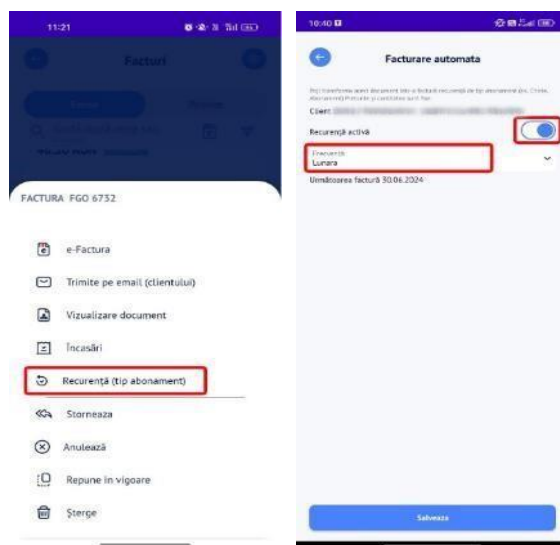 11:21
Facturi
FACTURA FGO 6732
e-Factura
Trimite pe email (clientului)
Vizualizare document
Încasări
Recurență (tip abonament)
Storneaza
Anulează
Repune in vigoare
Șterge
10:40
Facturare automata
Client
Recurență activă
Frecvență
Lunara
Următoarea factură 30.06.2024
Salveaza